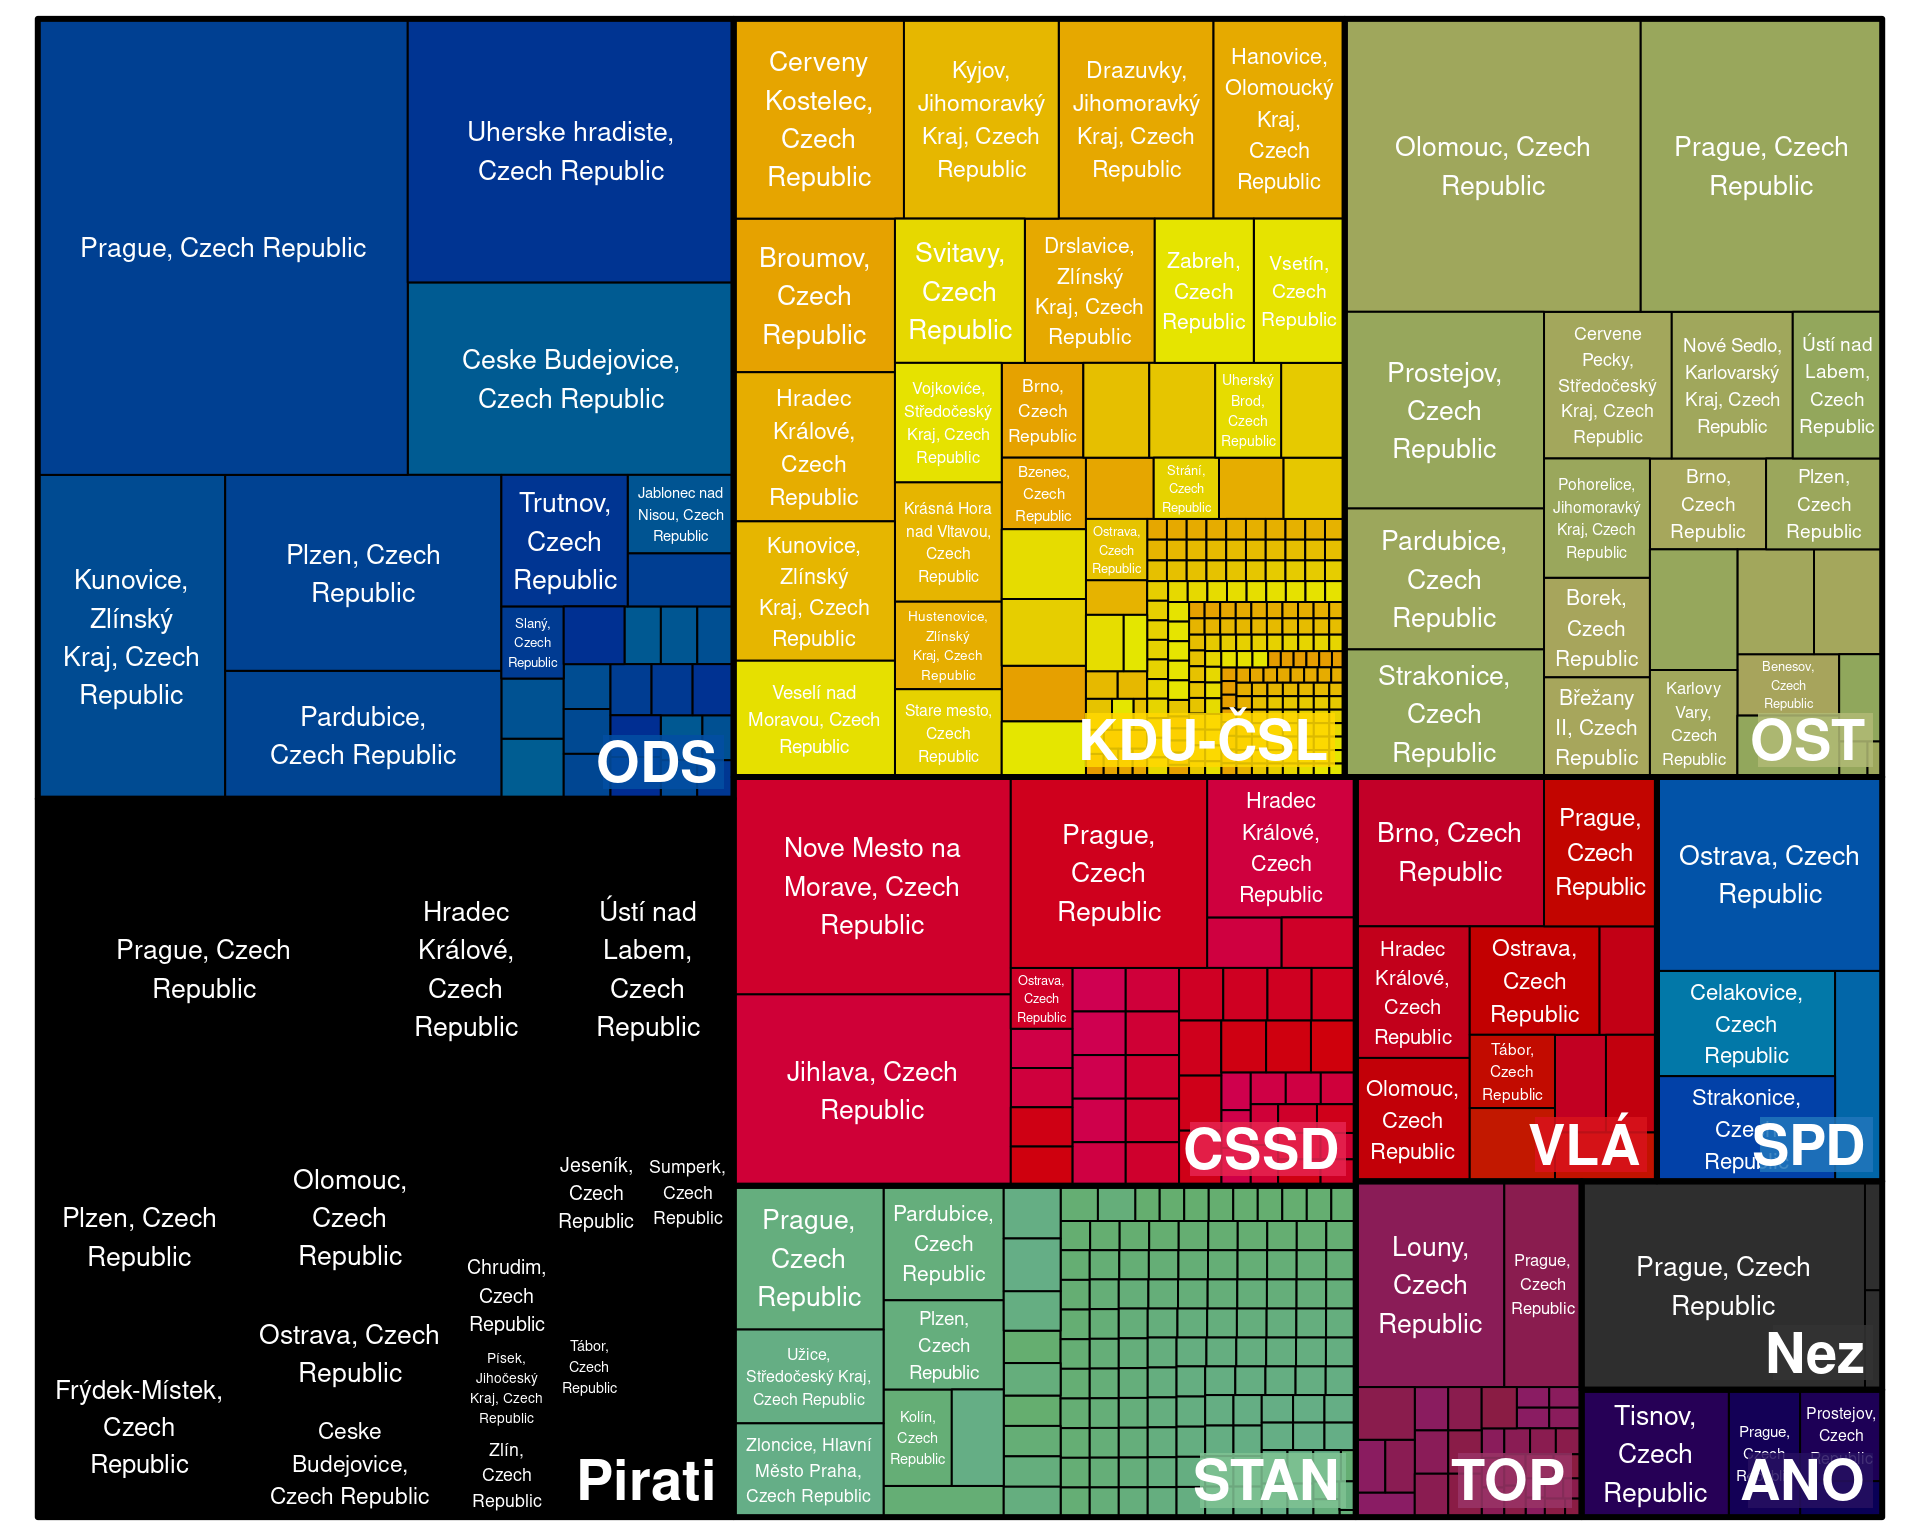 Prague, Czech Republic
Uherske hradiste,
Czech Republic
Ceske Budejovice,
Czech Republic
Kunovice,
Zlínský
Kraj, Czech
Republic
Plzen, Czech
Republic
Pardubice,
Czech Republic
Trutnov,
Czech
Republic
Jablonec nad
Nisou, Czech
Republic
Slaný,
Czech
Republic
ODS
Cerveny
Kostelec,
Czech
Republic
Kyjov,
Jihomoravký
Kraj, Czech
Republic
Drazuvky,
Jihomoravký
Kraj, Czech
Republic
Hanovice,
Olomoucký
Kraj,
Czech
Republic
Broumov,
Czech
Republic
Svitavy,
Czech
Republic
Drslavice,
Zlínský
Kraj, Czech
Republic
Zabreh,
Czech
Republic
Vsetín,
Czech
Republic
Hradec
Králové,
Czech
Republic
Vojkoviće,
Středočeský
Kraj, Czech
Republic
Brno,
Czech
Republic
Uherský
Brod,
Czech
Republic
Bzenec,
Czech
Republic
Strání,
Czech
Republic
Krásná Hora
nad Vltavou,
Czech
Republic
Ostrava,
Czech
Republic
Kunovice,
Zlínský
Kraj, Czech
Republic
Hustenovice,
Zlínský
Kraj, Czech
Republic
Veselí nad
Moravou, Czech
Republic
Stare mesto,
Czech
Republic
KDU-ČSL
Olomouc, Czech
Republic
Prague, Czech
Republic
Prostejov,
Czech
Republic
Cervene
Pecky,
Středočeský
Kraj, Czech
Republic
Nové Sedlo,
Karlovarský
Kraj, Czech
Republic
Ústí nad
Labem,
Czech
Republic
Pohorelice,
Jihomoravký
Kraj, Czech
Republic
Brno,
Czech
Republic
Plzen,
Czech
Republic
Pardubice,
Czech
Republic
Borek,
Czech
Republic
Strakonice,
Czech
Republic
Břežany
II, Czech
Republic
Karlovy
Vary,
Czech
Republic
Benesov,
Czech
Republic
OST
Prague, Czech
Republic
Hradec
Králové,
Czech
Republic
Ústí nad
Labem,
Czech
Republic
Plzen, Czech
Republic
Olomouc,
Czech
Republic
Jeseník,
Czech
Republic
Sumperk,
Czech
Republic
Chrudim,
Czech
Republic
Ostrava, Czech
Republic
Písek,
Jihočeský
Kraj, Czech
Republic
Tábor,
Czech
Republic
Frýdek-Místek,
Czech
Republic
Ceske
Budejovice,
Czech Republic
Zlín,
Czech
Republic
Pirati
Nove Mesto na
Morave, Czech
Republic
Prague,
Czech
Republic
Hradec
Králové,
Czech
Republic
Ostrava,
Czech
Republic
Jihlava, Czech
Republic
CSSD
Brno, Czech
Republic
Prague,
Czech
Republic
Hradec
Králové,
Czech
Republic
Ostrava,
Czech
Republic
Tábor,
Czech
Republic
Olomouc,
Czech
Republic
VLÁ
Ostrava, Czech
Republic
Celakovice,
Czech
Republic
Strakonice,
Czech
Republic
SPD
Prague,
Czech
Republic
Pardubice,
Czech
Republic
Užice,
Středočeský Kraj,
Czech Republic
Plzen,
Czech
Republic
Kolín,
Czech
Republic
Zloncice, Hlavní
Město Praha,
Czech Republic
STAN
Louny,
Czech
Republic
Prague,
Czech
Republic
TOP
Prague, Czech
Republic
Nez
Tisnov,
Czech
Republic
Prague,
Czech
Prostejov,
Czech
Republic
ANO